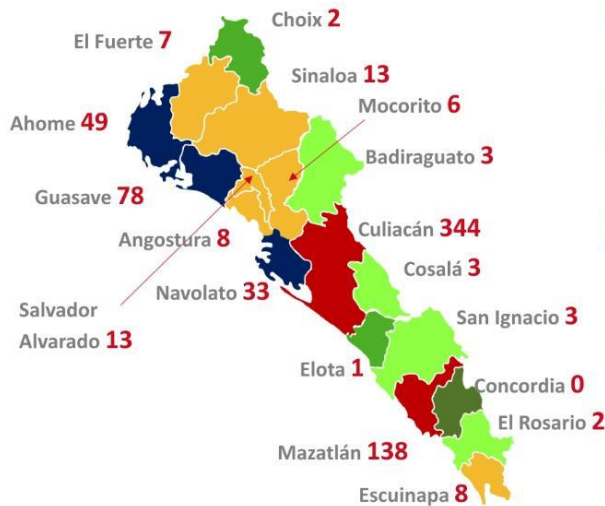 Choix 2
El Fuerte 7
Sinaloa 13
Mocorito 6
Ahome 49
Badiraguato 3
Guasave 78
Culiacán 344
Angostura 8
Cosalá 3
Navolato 33
Salvador
Alvarado 13
San Ignacio 3
Elota 1
Concordia 0
El Rosario 2
Mazatlán 138
Escuinapa 8